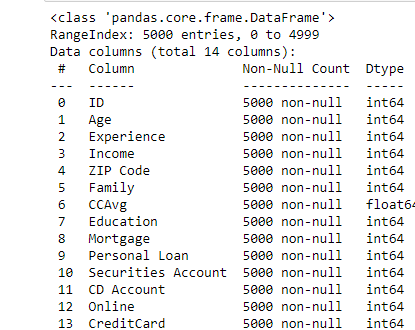 <class 'pandas.core.frame.DataFrame'>
RangeIndex: 5000 entries, 0 to 4999
Data columns (total 14 columns):
 #   Column              Non-Null Count  Dtype
---  ------              --------------  -----
 0   ID                  5000 non-null   int64
 1   Age                 5000 non-null   int64
 2   Experience          5000 non-null   int64
 3   Income              5000 non-null   int64
 4   ZIP Code            5000 non-null   int64
 5   Family              5000 non-null   int64
 6   CCAvg               5000 non-null   float64
 7   Education           5000 non-null   int64
 8   Mortgage            5000 non-null   int64
 9   Personal Loan       5000 non-null   int64
 10  Securities Account  5000 non-null   int64
 11  CD Account          5000 non-null   int64
 12  Online              5000 non-null   int64
 13  CreditCard          5000 non-null   int64